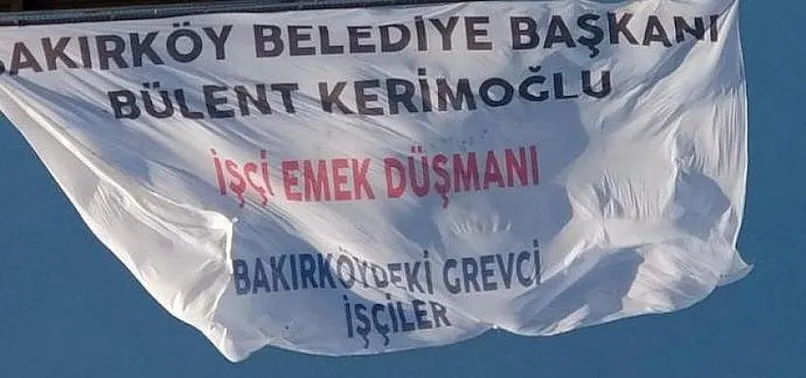 BAKIRKÖY BELEDİYE BAŞKANI
BÜLENT KERİMOĞLU
İŞÇİ EMEK DÜŞMANI
BAKIRKÖYDEKİ GREVCİ
İŞÇİLER